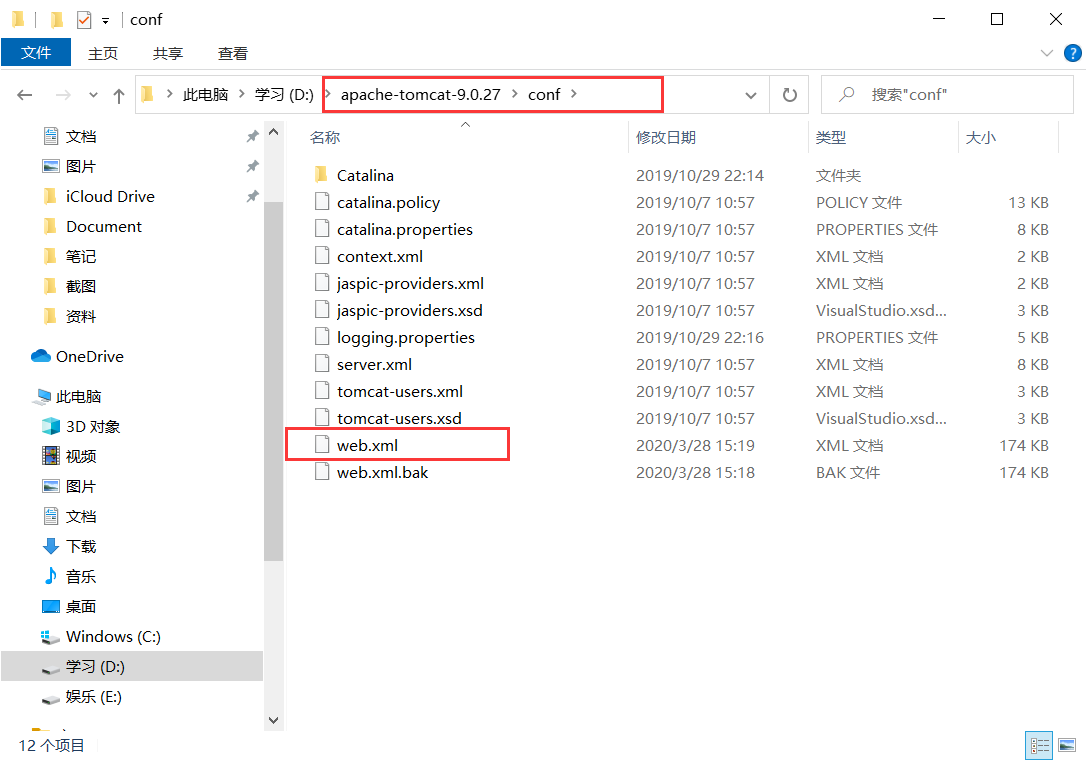 conf
文件 主页 共享 查看
此电脑 学习 (D:) apache-tomcat-9.0.27 conf 搜索"conf"
文档
图片
iCloud Drive
Document
笔记
截图
资料
OneDrive
此电脑
3D 对象
视频
图片
文档
下载
音乐
桌面
Windows (C:)
学习 (D:)
娱乐 (E:)
名称 修改日期 类型 大小
Catalina 2019/10/29 22:14 文件夹
catalina.policy 2019/10/7 10:57 POLICY 文件 13 KB
catalina.properties 2019/10/7 10:57 PROPERTIES 文件 8 KB
context.xml 2019/10/7 10:57 XML 文档 2 KB
jaspic-providers.xml 2019/10/7 10:57 XML 文档 2 KB
jaspic-providers.xsd 2019/10/7 10:57 VisualStudio.xsd... 3 KB
logging.properties 2019/10/29 22:16 PROPERTIES 文件 5 KB
server.xml 2019/10/7 10:57 XML 文档 8 KB
tomcat-users.xml 2019/10/7 10:57 XML 文档 3 KB
tomcat-users.xsd 2019/10/7 10:57 VisualStudio.xsd... 3 KB
web.xml 2020/3/28 15:19 XML 文档 174 KB
web.xml.bak 2020/3/28 15:18 BAK 文件 174 KB
12 个项目